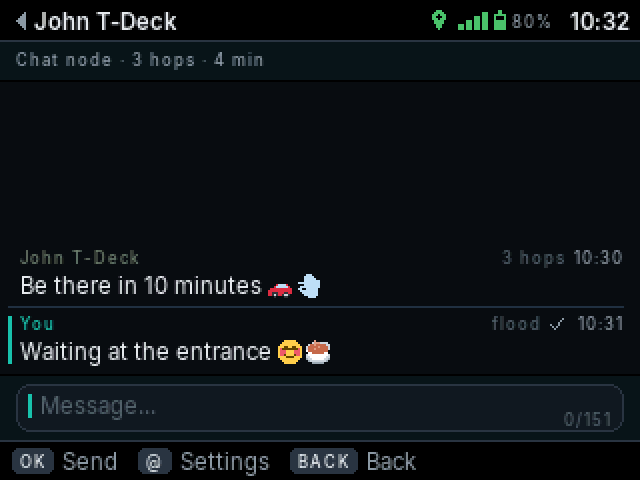 John T-Deck 80% 10:32
Chat node · 3 hops · 4 min
John T-Deck 3 hops 10:30
Be there in 10 minutes 🚗💨
You flood ✓ 10:31
Waiting at the entrance 😊☕
Message...
0/151
OK Send @ Settings BACK Back